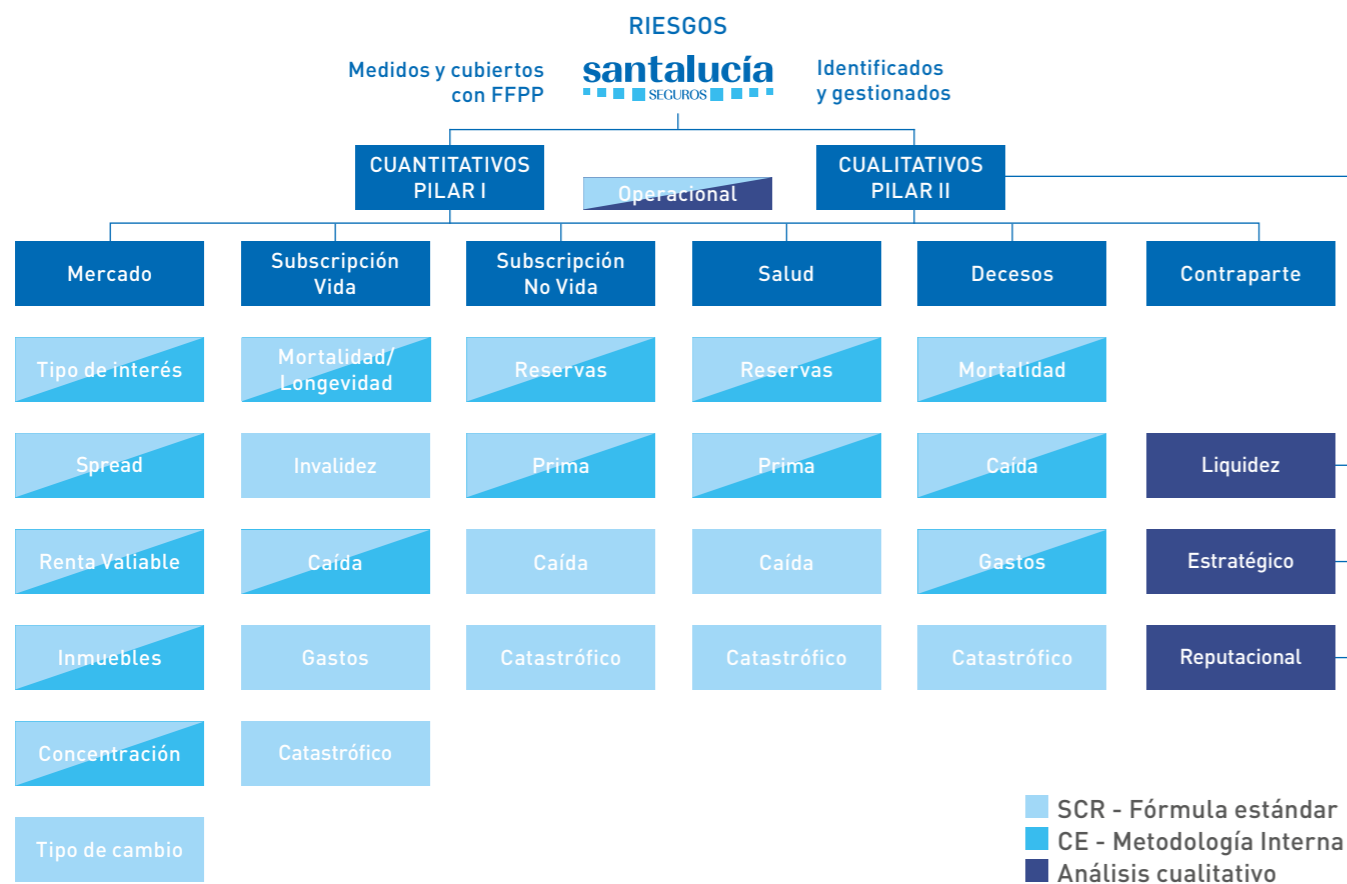 RIESGOS
Medidos y cubiertos
con FFPP
santalucía
SEGUROS
Identificados
y gestionados
CUANTITATIVOS
PILAR I
Operacional
CUALITATIVOS
PILAR II
Mercado
Subscripción
Vida
Subscripción
No Vida
Salud
Decesos
Contraparte
Tipo de interés
Mortalidad/
Longevidad
Reservas
Reservas
Mortalidad
Spread
Invalidez
Prima
Prima
Caída
Liquidez
Renta Valiable
Caída
Caída
Caída
Gastos
Estratégico
Inmuebles
Gastos
Catastrófico
Catastrófico
Catastrófico
Reputacional
Concentración
Catastrófico
Tipo de cambio
SCR - Fórmula estándar
CE - Metodología Interna
Análisis cualitativo